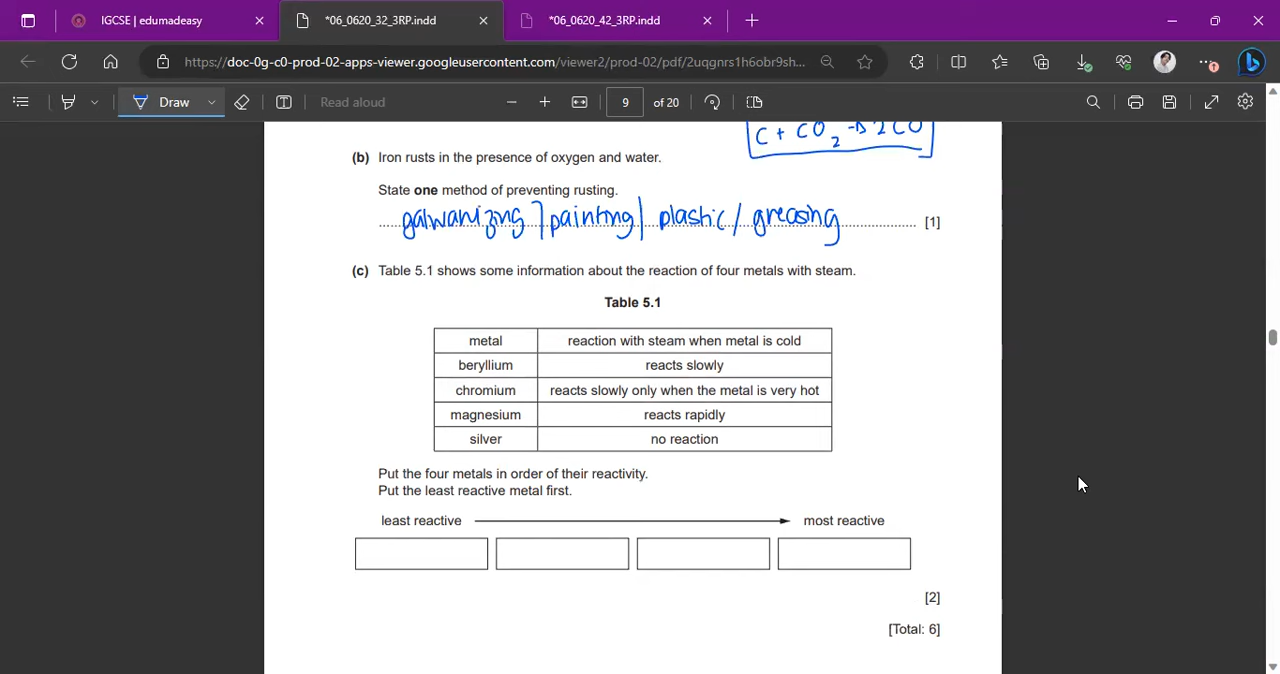 IGCSE | edumadeasy
*06_0620_32_3RP.indd
*06_0620_42_3RP.indd
https://doc-0g-c0-prod-02-apps-viewer.googleusercontent.com/viewer2/prod-02/pdf/2uqgnrs1h6obr9sh...
Draw
Read aloud
9 of 20
C + CO2 → 2 CO
(b) Iron rusts in the presence of oxygen and water.
State one method of preventing rusting.
galvanizing | painting | plastic / greasing [1]
(c) Table 5.1 shows some information about the reaction of four metals with steam.
Table 5.1
metal reaction with steam when metal is cold
beryllium reacts slowly
chromium reacts slowly only when the metal is very hot
magnesium reacts rapidly
silver no reaction
Put the four metals in order of their reactivity.
Put the least reactive metal first.
least reactive most reactive
[2]
[Total: 6]